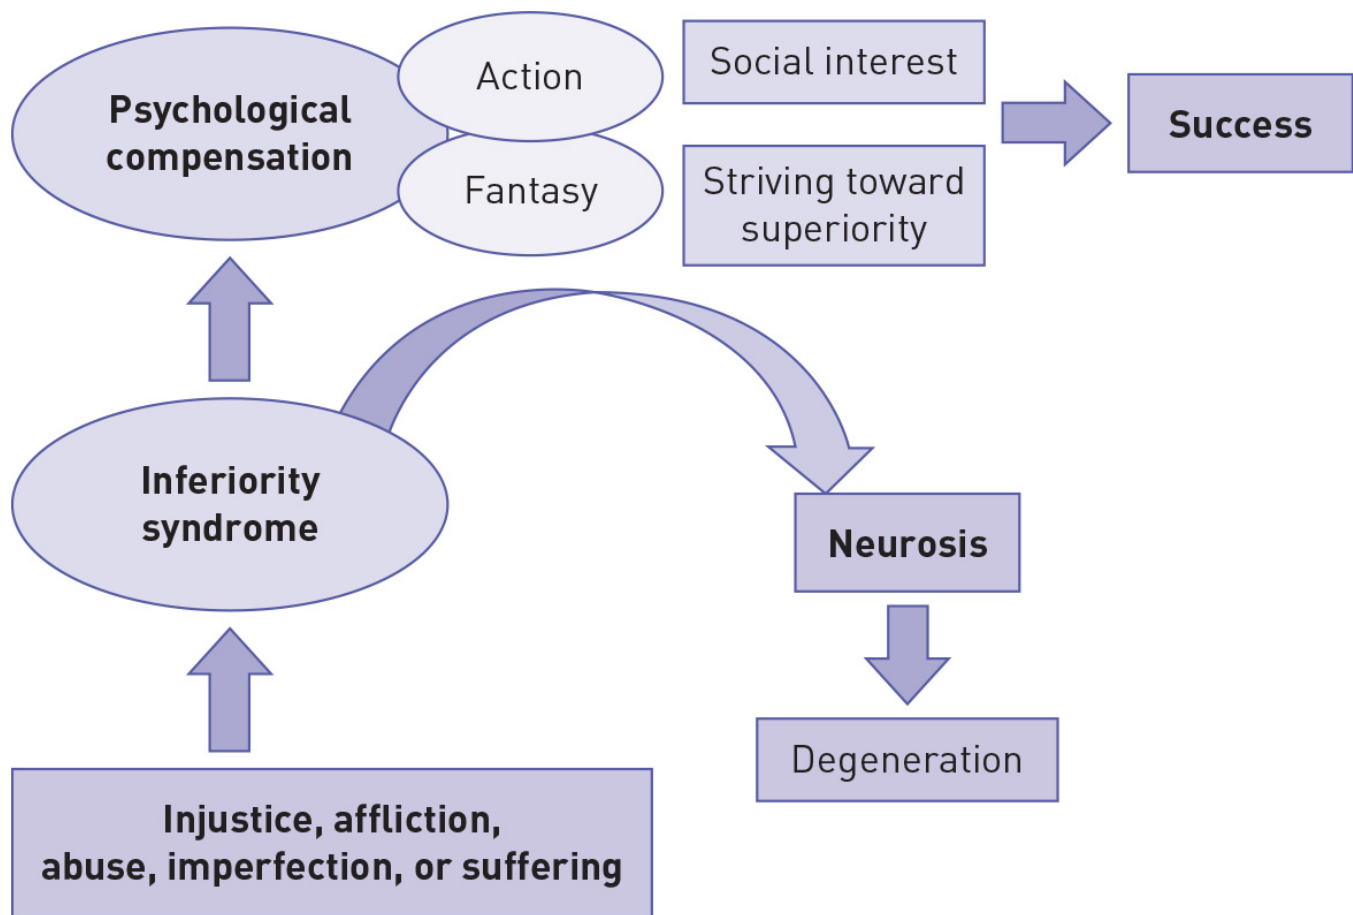 Psychological
compensation
Action
Fantasy
Social interest
Striving toward
superiority
Success
Inferiority
syndrome
Neurosis
Degeneration
Injustice, affliction,
abuse, imperfection, or suffering